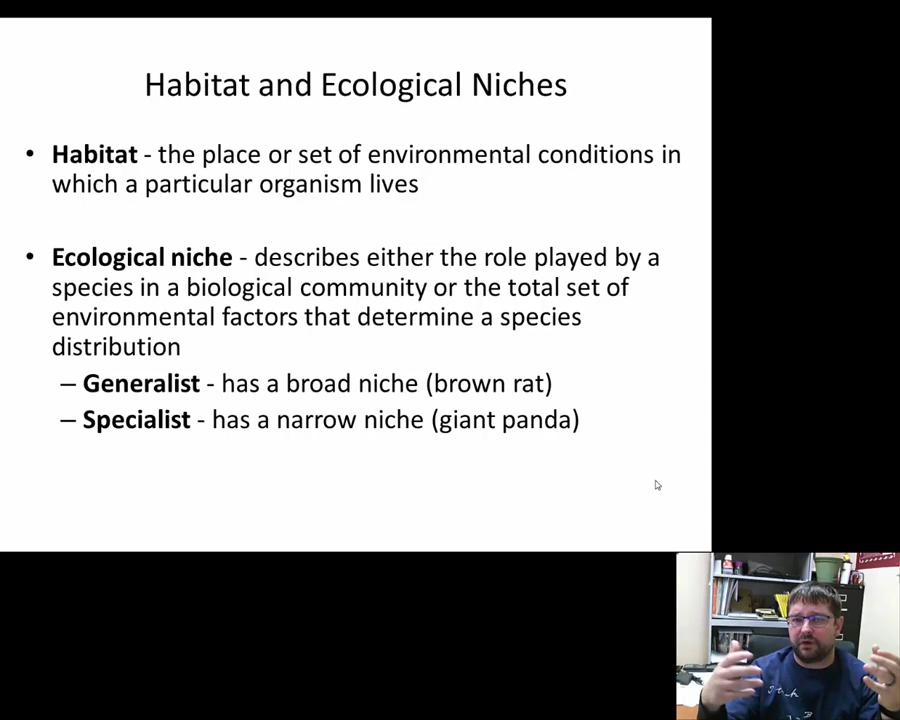 Habitat and Ecological Niches
• Habitat - the place or set of environmental conditions in
which a particular organism lives
• Ecological niche - describes either the role played by a
species in a biological community or the total set of
environmental factors that determine a species
distribution
– Generalist - has a broad niche (brown rat)
– Specialist - has a narrow niche (giant panda)